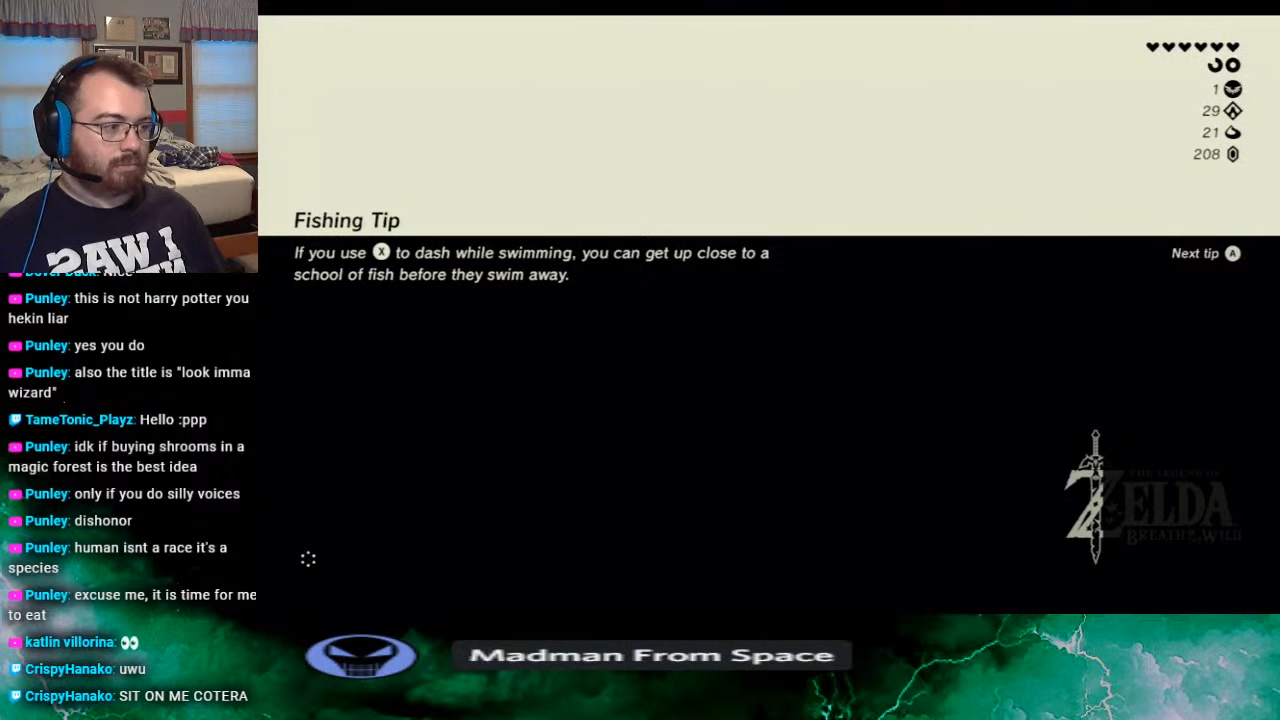 1
29
21
208
Fishing Tip
If you use X to dash while swimming, you can get up close to a
school of fish before they swim away.
Next tip A
Nice
Punley: this is not harry potter you
hekin liar
Punley: yes you do
Punley: also the title is "look imma
wizard"
TameTonic_Playz: Hello :ppp
Punley: idk if buying shrooms in a
magic forest is the best idea
Punley: only if you do silly voices
Punley: dishonor
Punley: human isnt a race it's a
species
Punley: excuse me, it is time for me
to eat
katlin villorina: 👀
CrispyHanako: uwu
CrispyHanako: SIT ON ME COTERA
I WAS
THE LEGEND OF
ZELDA
BREATH OF THE WILD
Madman From Space